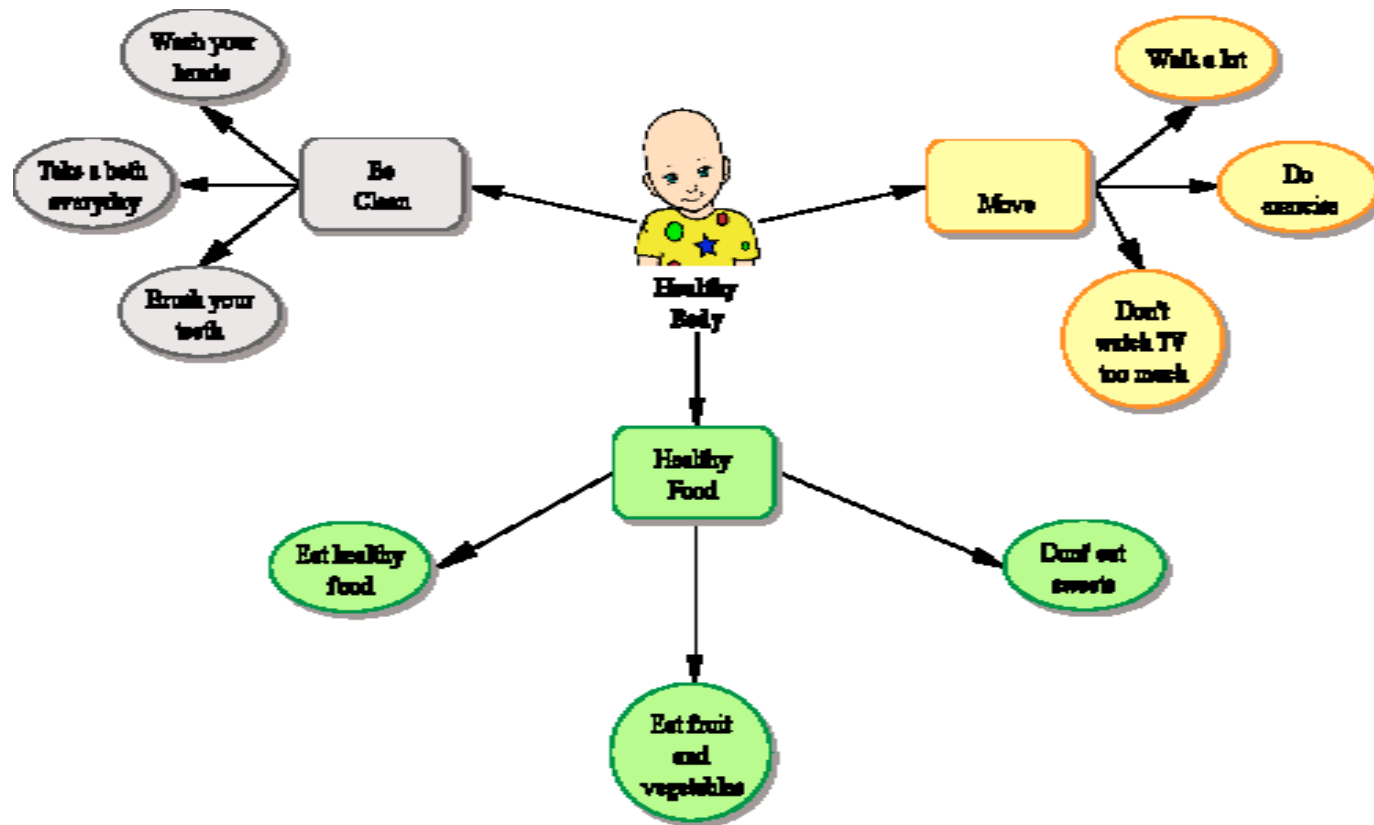 Wash your
hands
Take a bath
everyday
Brush your
teeth
Be
Clean
Healthy
Body
Move
Walk a lot
Do
exercise
Don't
watch TV
too much
Healthy
Food
Eat healthy
food
Eat fruit
and
vegetables
Dont' eat
sweets